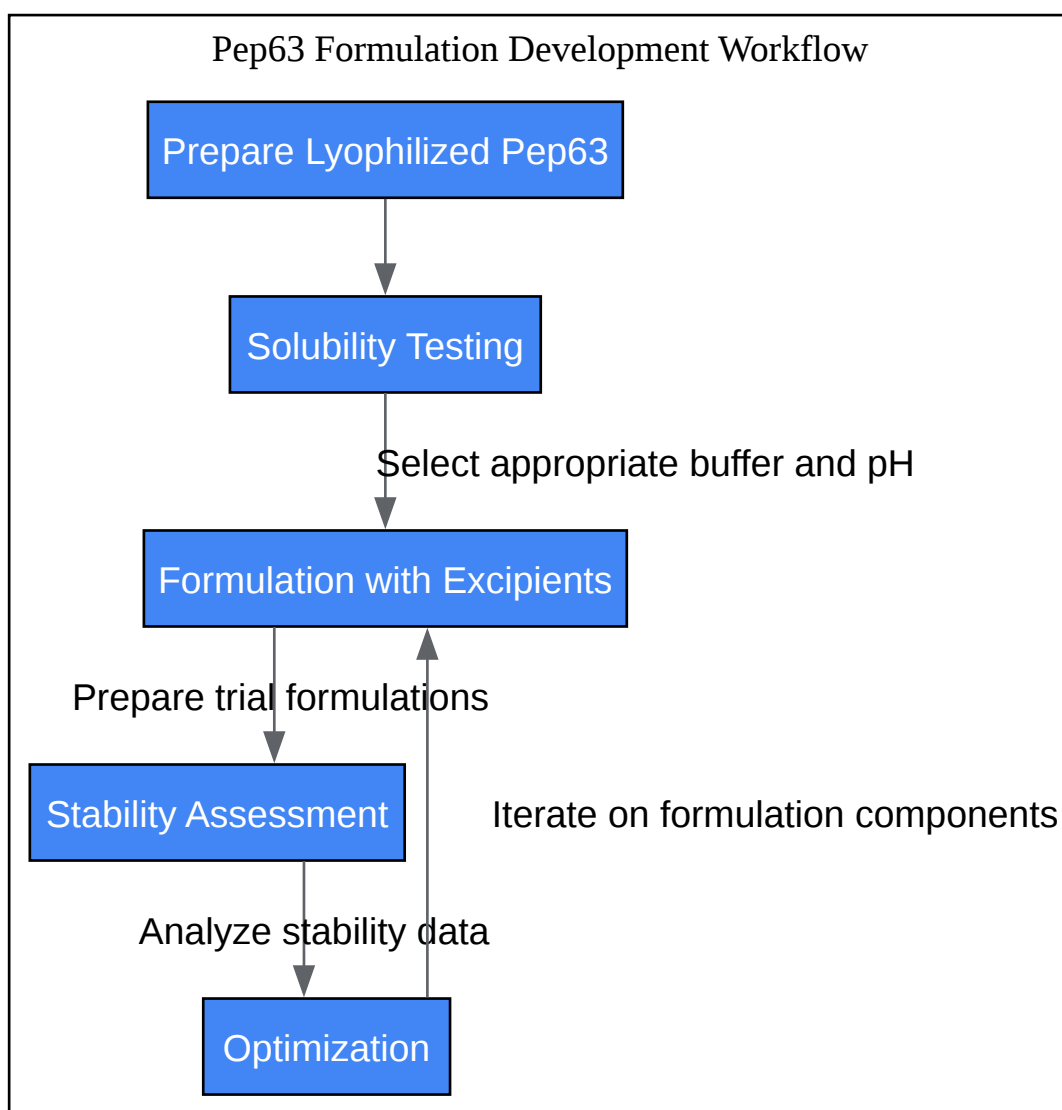 Pep63 Formulation Development Workflow
Prepare Lyophilized Pep63
Solubility Testing
Select appropriate buffer and pH
Formulation with Excipients
Prepare trial formulations
Stability Assessment
Iterate on formulation components
Analyze stability data
Optimization